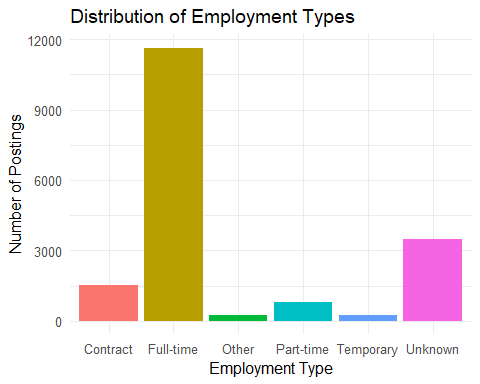 Distribution of Employment Types
12000
9000
6000
3000
0
Number of Postings
Contract Full-time Other Part-time Temporary Unknown
Employment Type